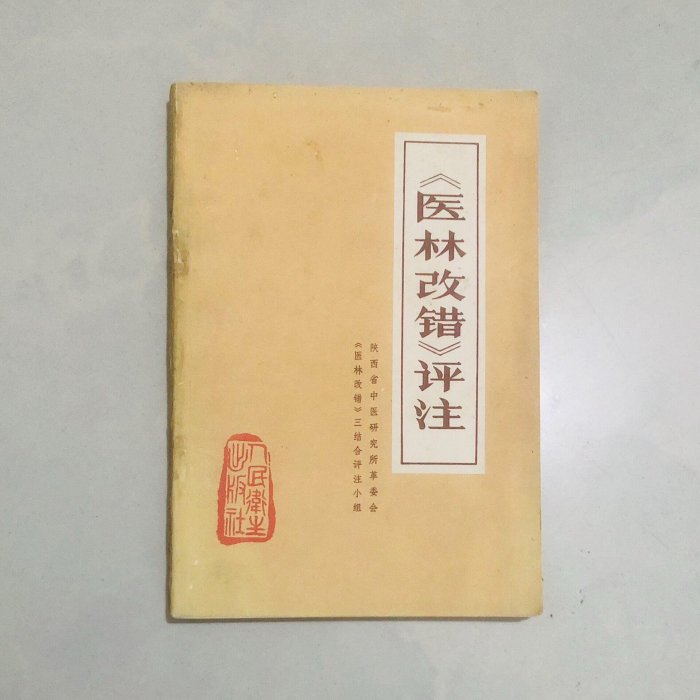 《医林改错》评注
陕西省中医研究所革委会
《医林改错》三结合评注小组
人民卫生
出版社